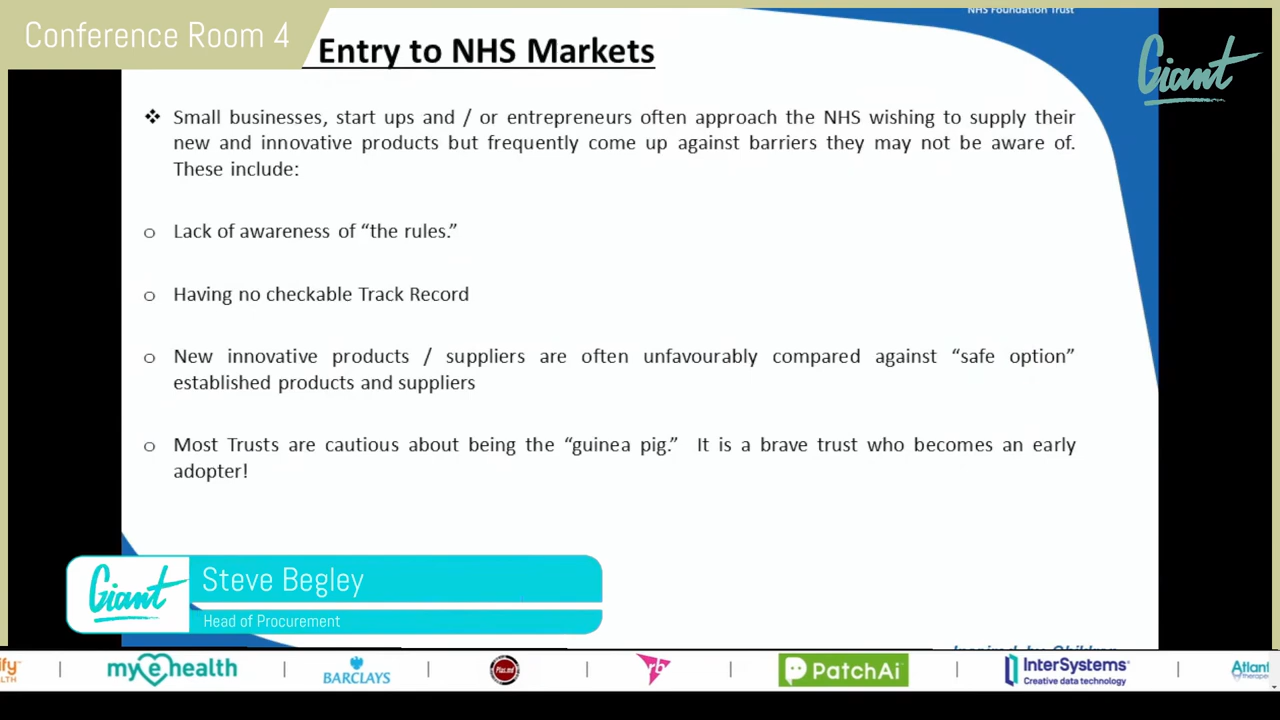 NHS Foundation Trust
Conference Room 4
Entry to NHS Markets
Giant
❖ Small businesses, start ups and / or entrepreneurs often approach the NHS wishing to supply their
new and innovative products but frequently come up against barriers they may not be aware of.
These include:
o Lack of awareness of “the rules.”
o Having no checkable Track Record
o New innovative products / suppliers are often unfavourably compared against “safe option”
established products and suppliers
o Most Trusts are cautious about being the “guinea pig.” It is a brave trust who becomes an early
adopter!
Giant
Steve Begley
Head of Procurement
myehealth | BARCLAYS | Plus.md | rb | PatchAi | InterSystems
Creative data technology